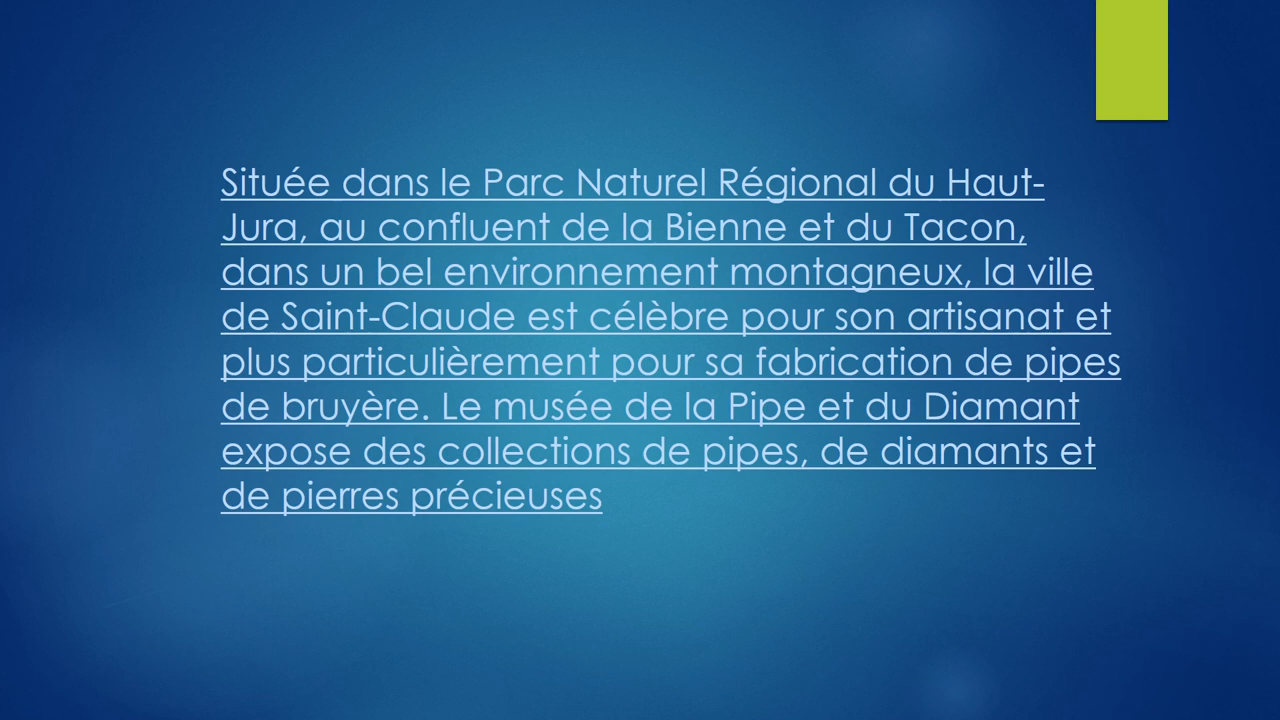 Située dans le Parc Naturel Régional du Haut-
Jura, au confluent de la Bienne et du Tacon,
dans un bel environnement montagneux, la ville
de Saint-Claude est célèbre pour son artisanat et
plus particulièrement pour sa fabrication de pipes
de bruyère. Le musée de la Pipe et du Diamant
expose des collections de pipes, de diamants et
de pierres précieuses